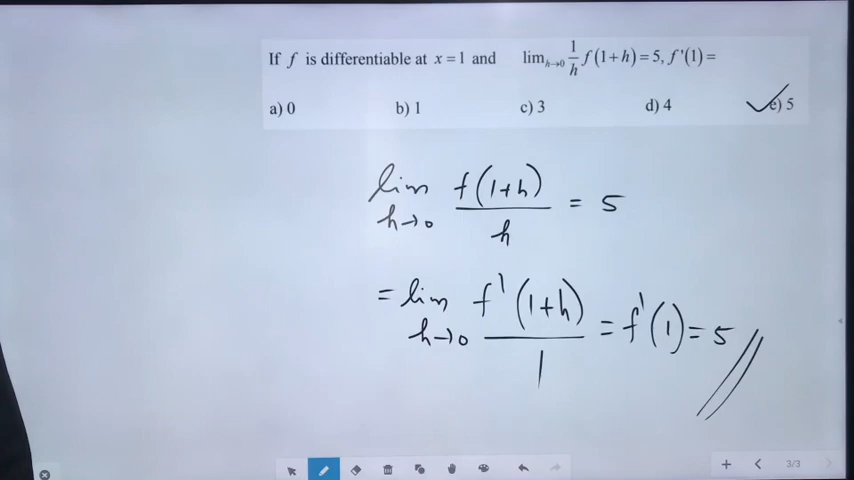 If f is differentiable at x = 1 and lim_{h→0} 1/h f(1+h) = 5, f'(1) =
a) 0 b) 1 c) 3 d) 4 e) 5
lim_{h→0} f(1+h)/h = 5
= lim_{h→0} f'(1+h)/1 = f'(1) = 5
3/3